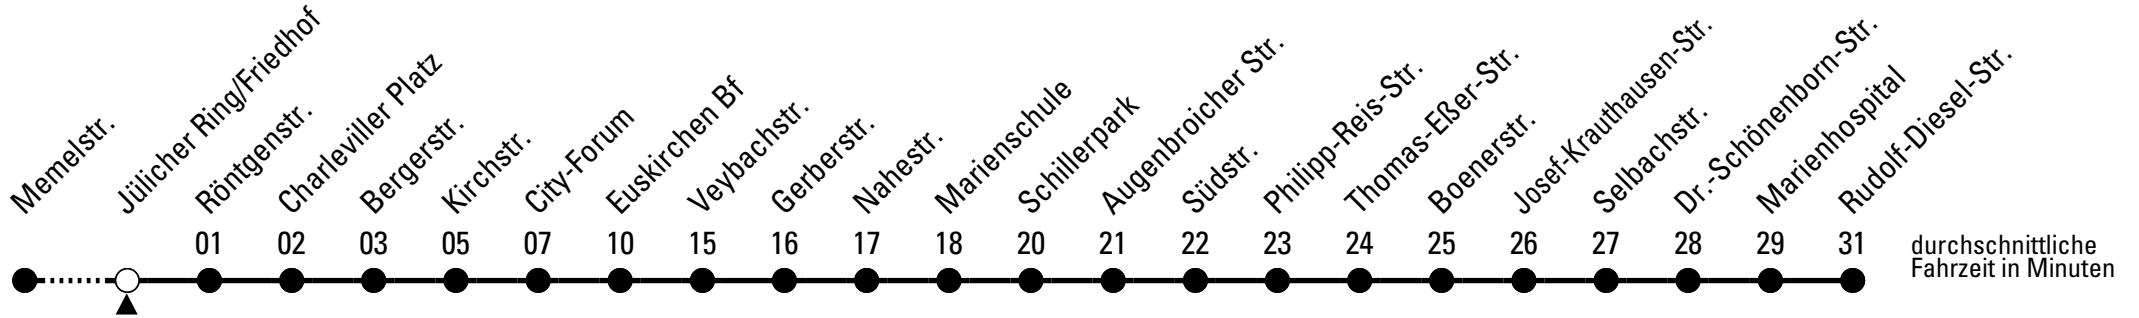 Memelstr.
Jülicher Ring/Friedhof
Röntgenstr.
Charleviller Platz
Bergerstr.
Kirchstr.
City-Forum
Euskirchen Bf
Veybachstr.
Gerberstr.
Nahestr.
Marienschule
Schillerpark
Augenbroicher Str.
Südstr.
Philipp-Reis-Str.
Thomas-Eßer-Str.
Boenerstr.
Josef-Krauthausen-Str.
Selbachstr.
Dr.-Schönenborn-Str.
Marienhospital
Rudolf-Diesel-Str.
01 02 03 05 07 10 15 16 17 18 20 21 22 23 24 25 26 27 28 29 31
durchschnittliche
Fahrzeit in Minuten